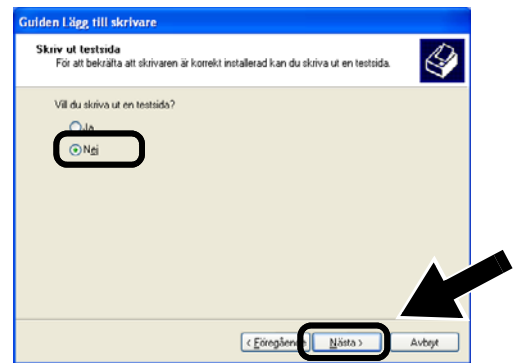 Guiden Lägg till skrivare
Skriv ut testsida
För att bekräfta att skrivaren är korrekt installerad kan du skriva ut en testsida.
Vill du skriva ut en testsida?
Ja
Nej
< Föregående Nästa > Avbryt